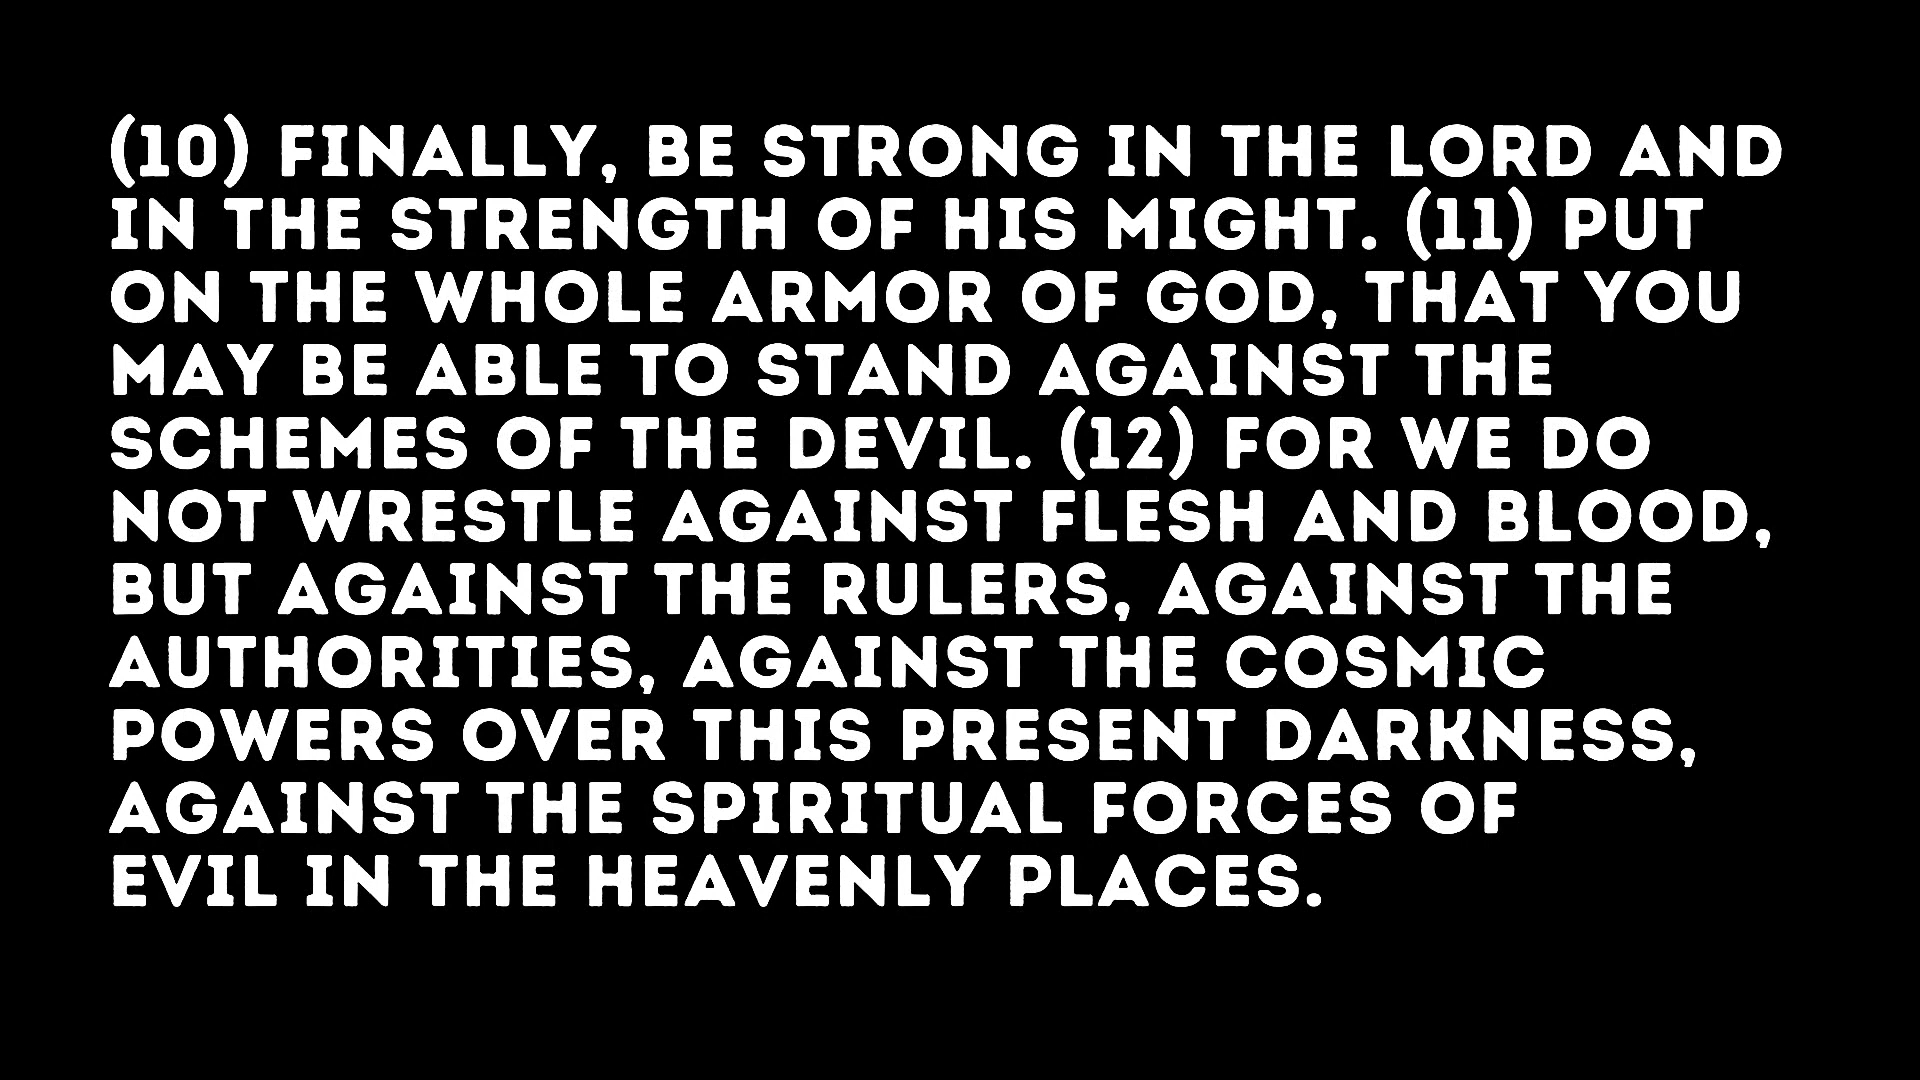 (10) FINALLY, BE STRONG IN THE LORD AND
IN THE STRENGTH OF HIS MIGHT. (11) PUT
ON THE WHOLE ARMOR OF GOD, THAT YOU
MAY BE ABLE TO STAND AGAINST THE
SCHEMES OF THE DEVIL. (12) FOR WE DO
NOT WRESTLE AGAINST FLESH AND BLOOD,
BUT AGAINST THE RULERS, AGAINST THE
AUTHORITIES, AGAINST THE COSMIC
POWERS OVER THIS PRESENT DARKNESS,
AGAINST THE SPIRITUAL FORCES OF
EVIL IN THE HEAVENLY PLACES.